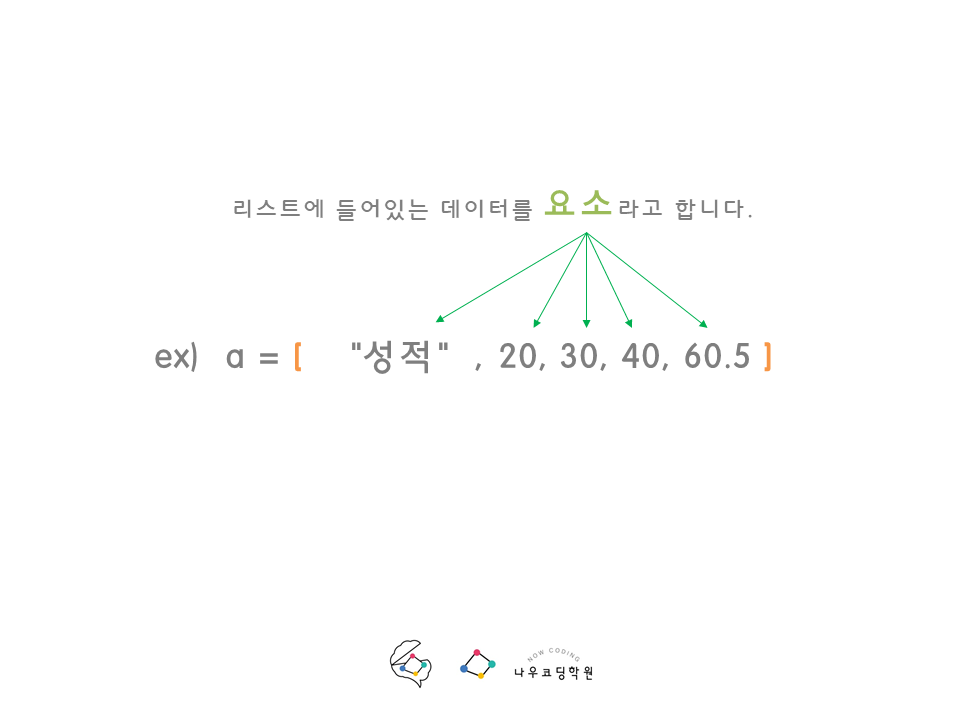 리스트에 들어있는 데이터를 요소라고 합니다.
ex) a = [ "성적" , 20, 30, 40, 60.5 ]
NOW CODING
나우코딩학원